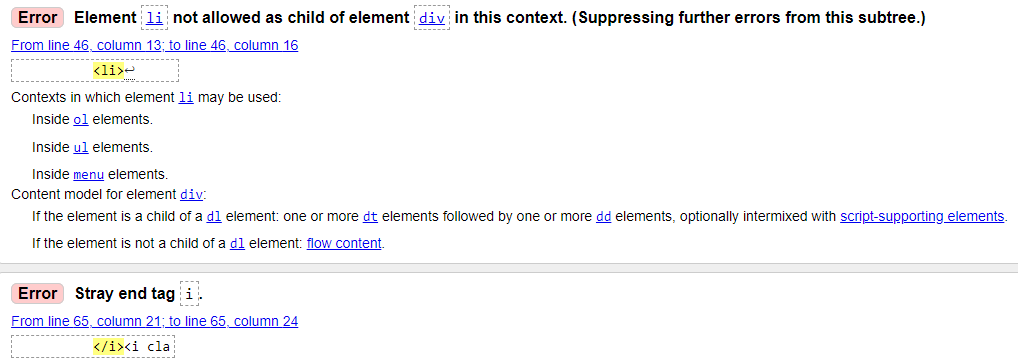 Error Element li not allowed as child of element div in this context. (Suppressing further errors from this subtree.)
From line 46, column 13; to line 46, column 16
<li>↩
Contexts in which element li may be used:
Inside ol elements.
Inside ul elements.
Inside menu elements.
Content model for element div:
If the element is a child of a dl element: one or more dt elements followed by one or more dd elements, optionally intermixed with script-supporting elements.
If the element is not a child of a dl element: flow content.
Error Stray end tag i.
From line 65, column 21; to line 65, column 24
</i><i cla